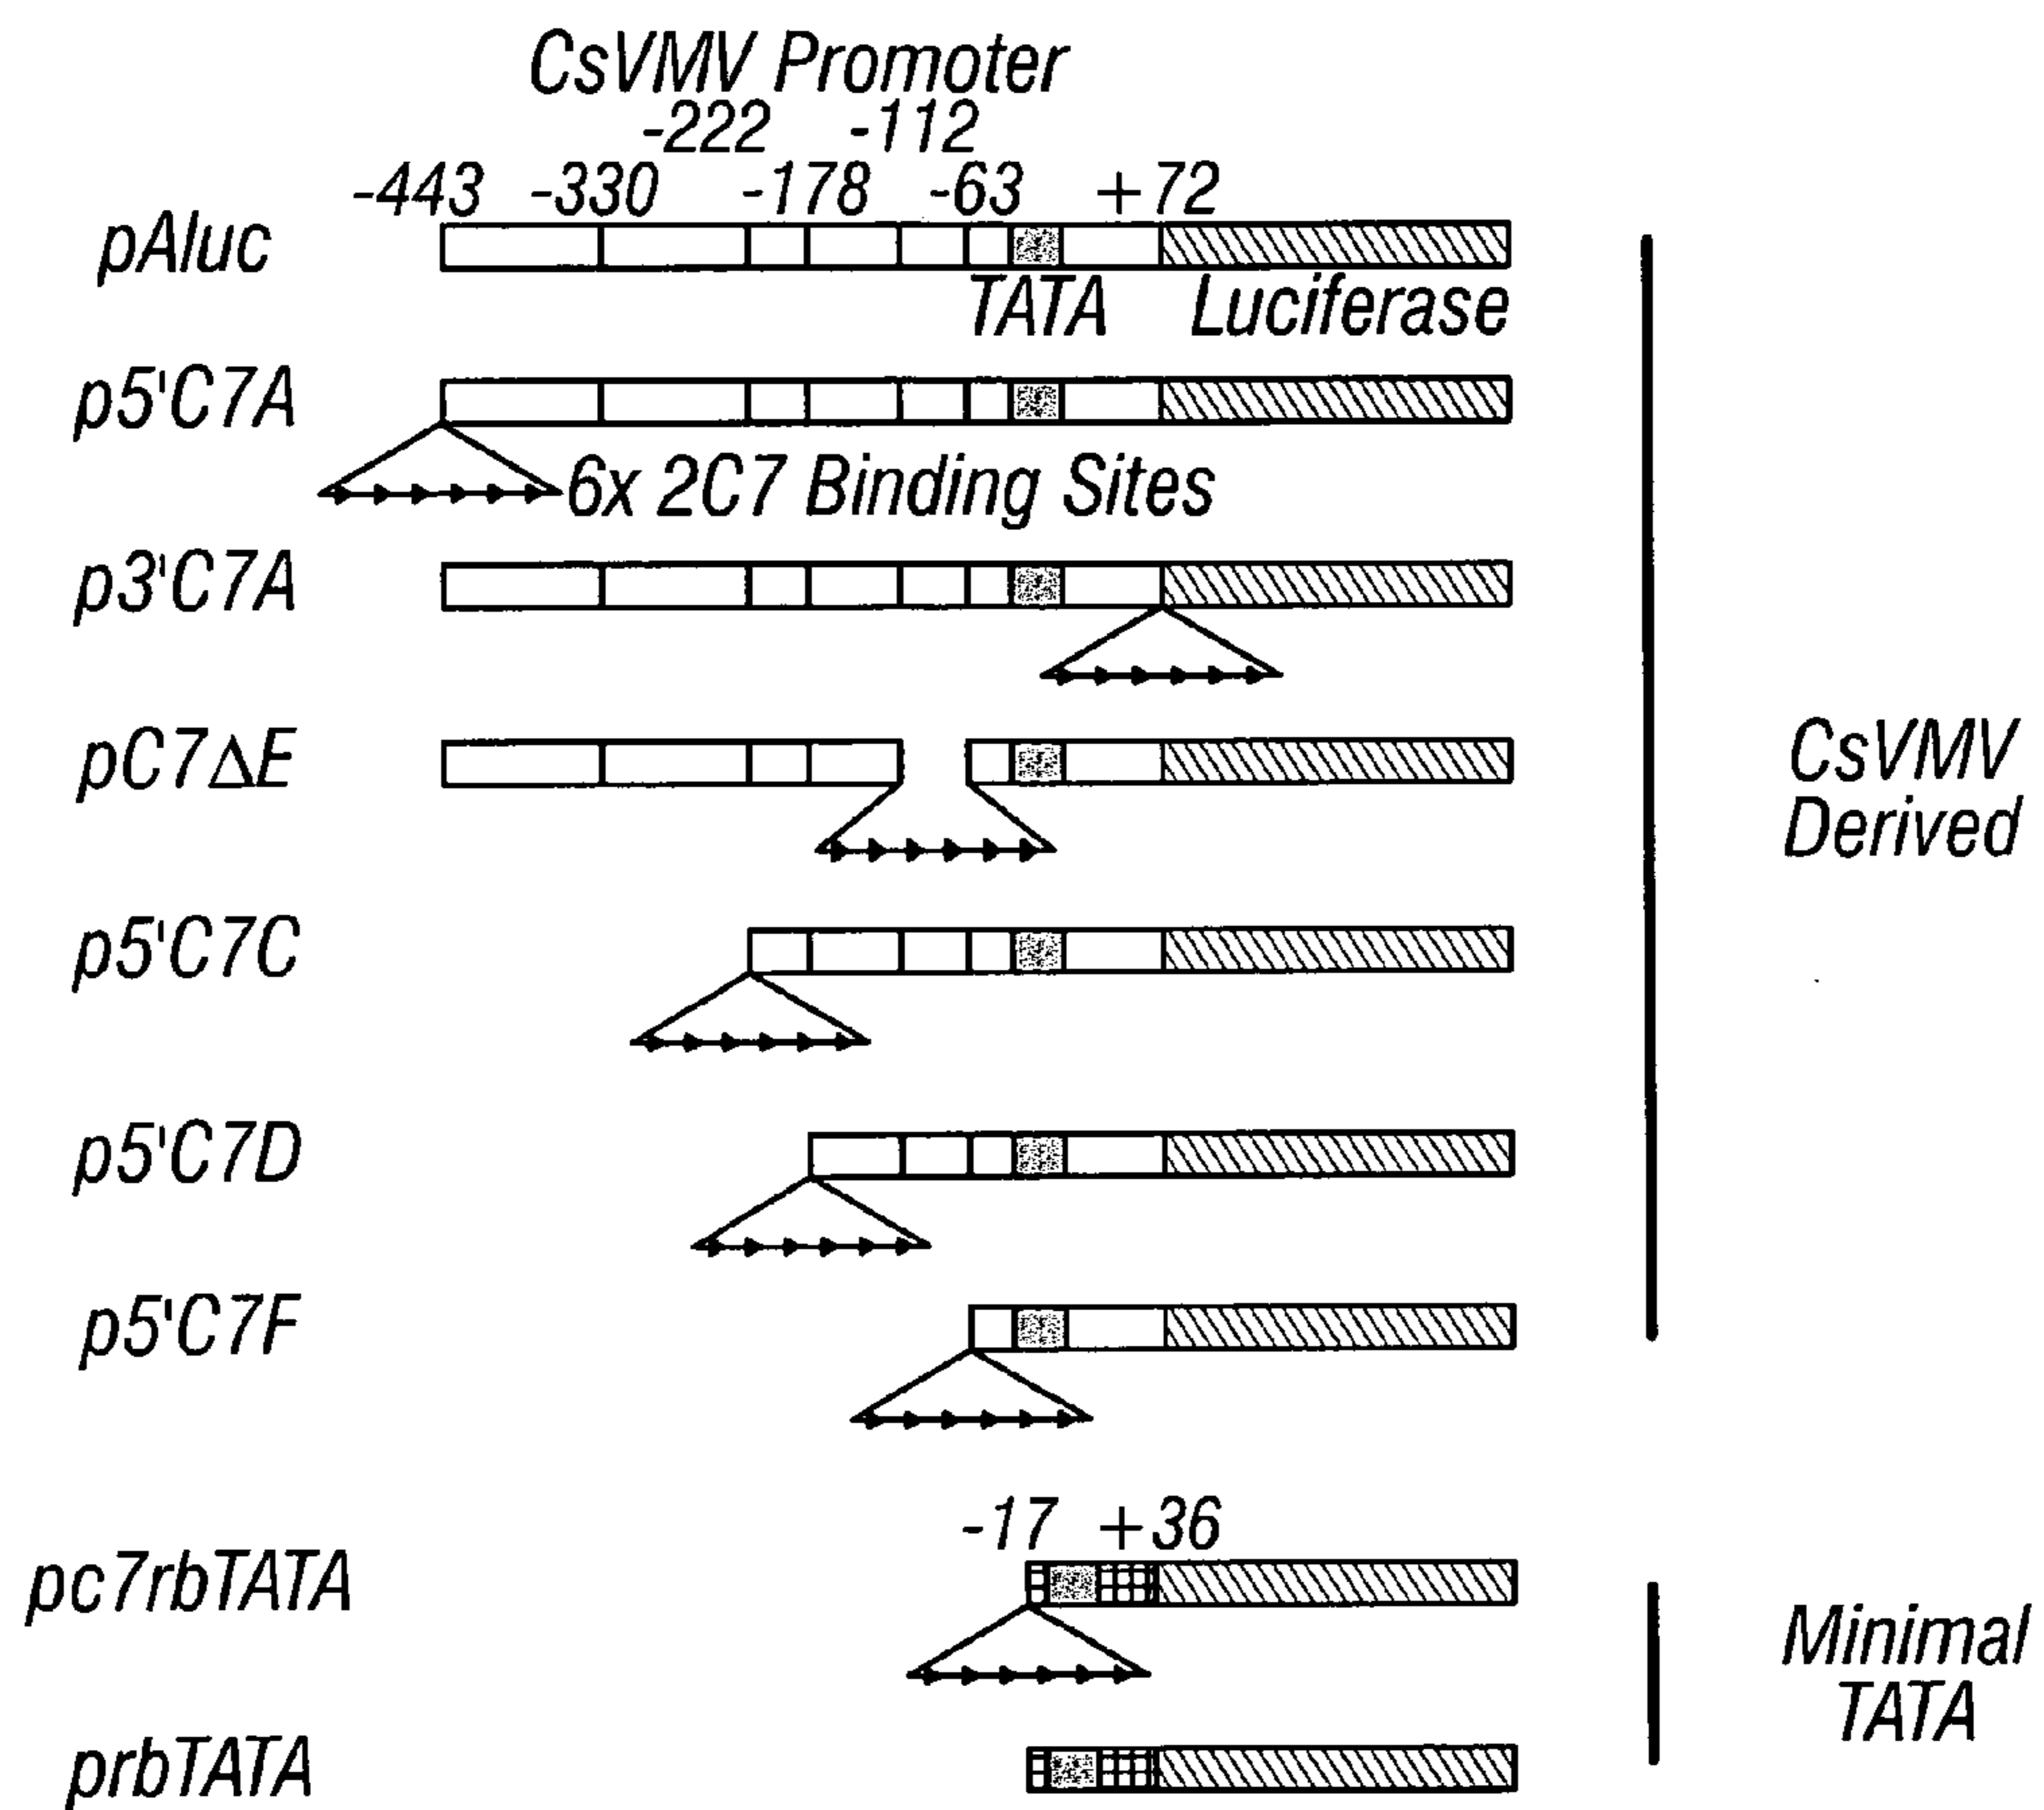 CsVMV Promoter
-222 -112
-443 -330 -178 -63 +72
pAluc
TATA Luciferase
p5'C7A
6x 2C7 Binding Sites
p3'C7A
pC7ΔE
CsVMV
Derived
p5'C7C
p5'C7D
p5'C7F
-17 +36
pc7rbTATA
Minimal
TATA
prbTATA